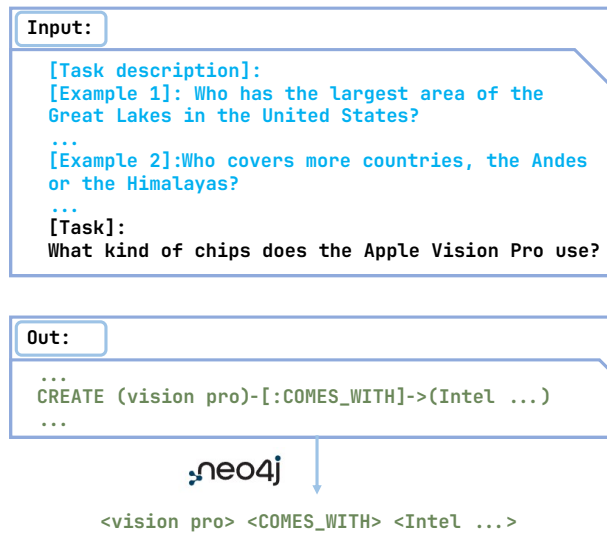 Input:
[Task description]:
[Example 1]: Who has the largest area of the
Great Lakes in the United States?
...
[Example 2]:Who covers more countries, the Andes
or the Himalayas?
...
[Task]:
What kind of chips does the Apple Vision Pro use?
Out:
...
CREATE (vision pro)-[:COMES_WITH]->(Intel ...)
...
neo4j
<vision pro> <COMES_WITH> <Intel ...>